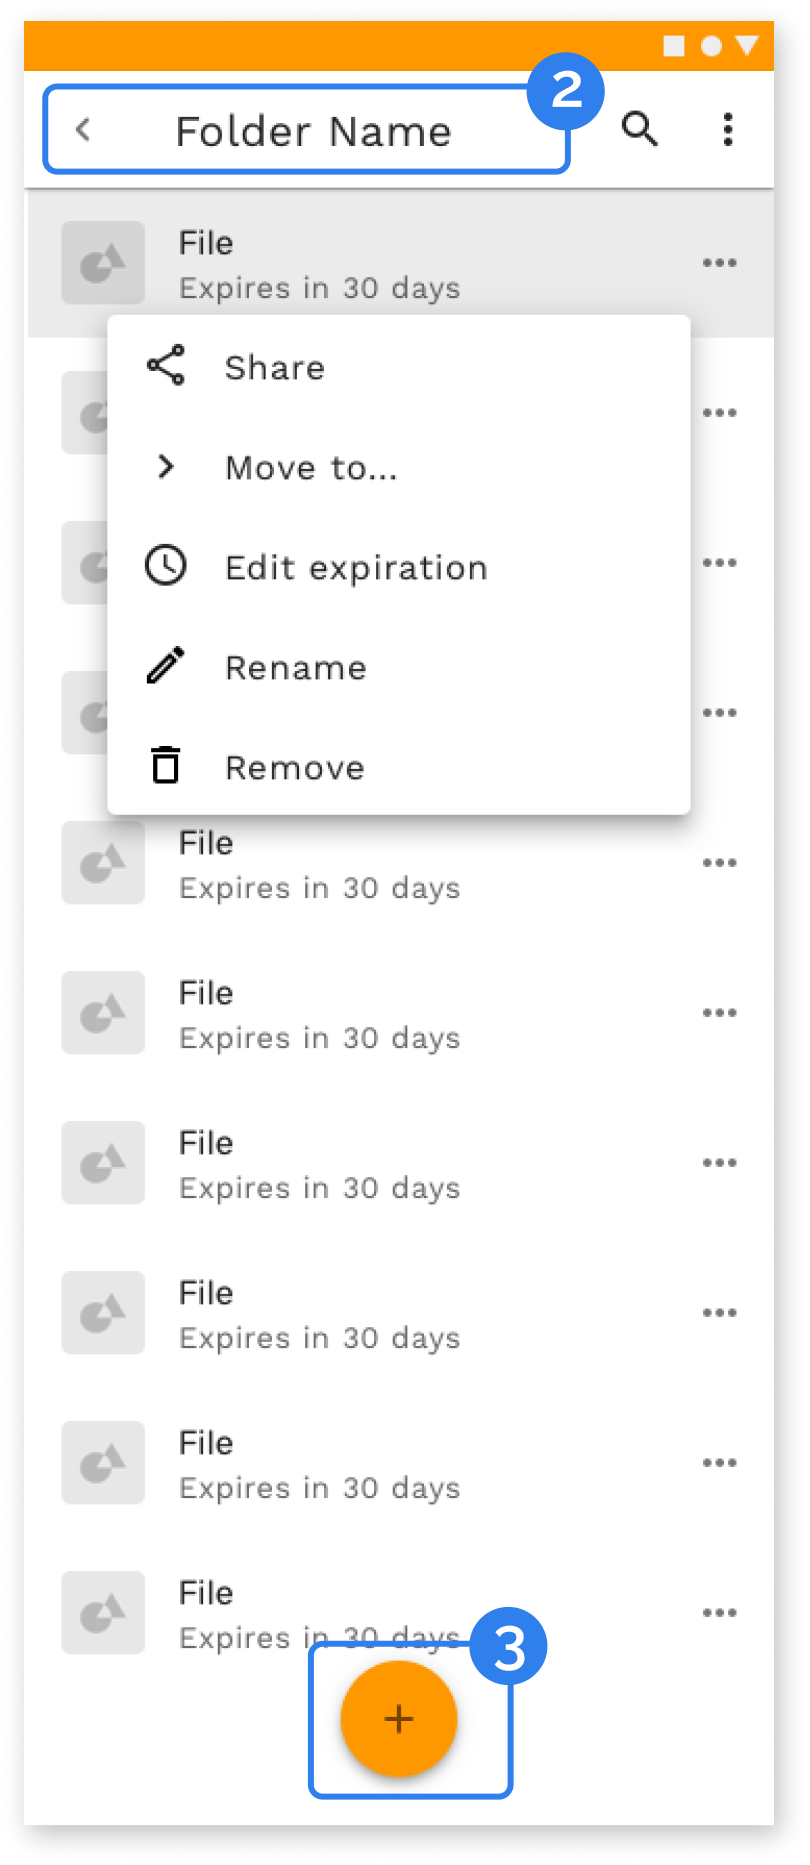 2
Folder Name
File
Expires in 30 days
Share
Move to...
Edit expiration
Rename
Remove
File
Expires in 30 days
File
Expires in 30 days
File
Expires in 30 days
File
Expires in 30 days
File
Expires in 30 days
File
Expires in 30 days
3
+